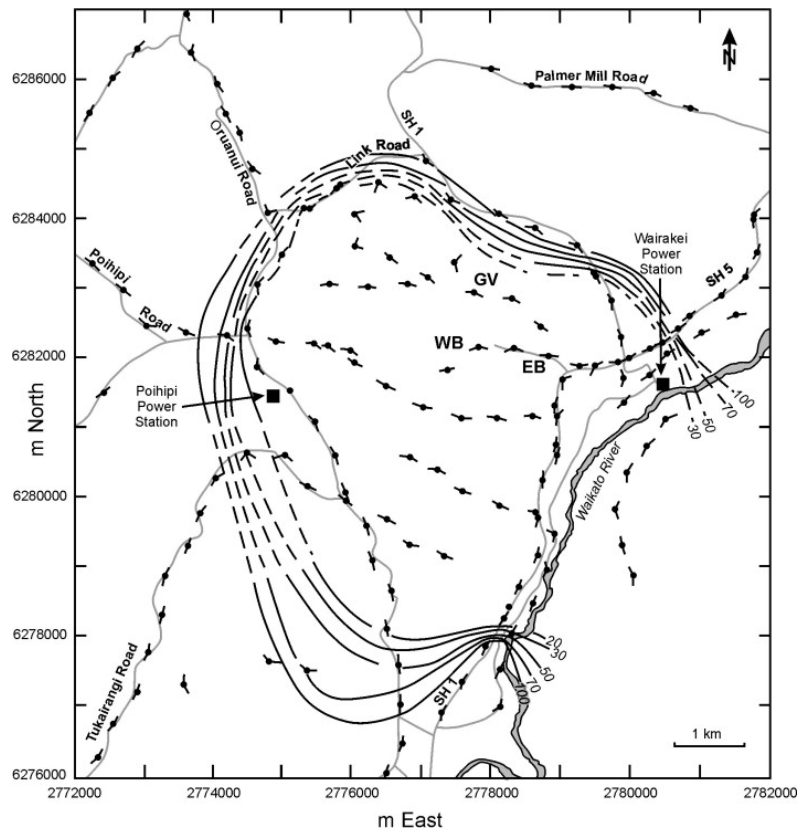 6286000
6284000
6282000
6280000
6278000
6276000
m North
2772000
2774000
2776000
2778000
2780000
2782000
m East
N
Palmer Mill Road
SH 1
Oruanui Road
Link Road
Poihipi
Road
Wairakei
Power
Station
SH 5
GV
WB
EB
Poihipi
Power
Station
100
70
50
30
Waikato River
Tukairangi Road
SH 1
20
30
50
70
100
1 km